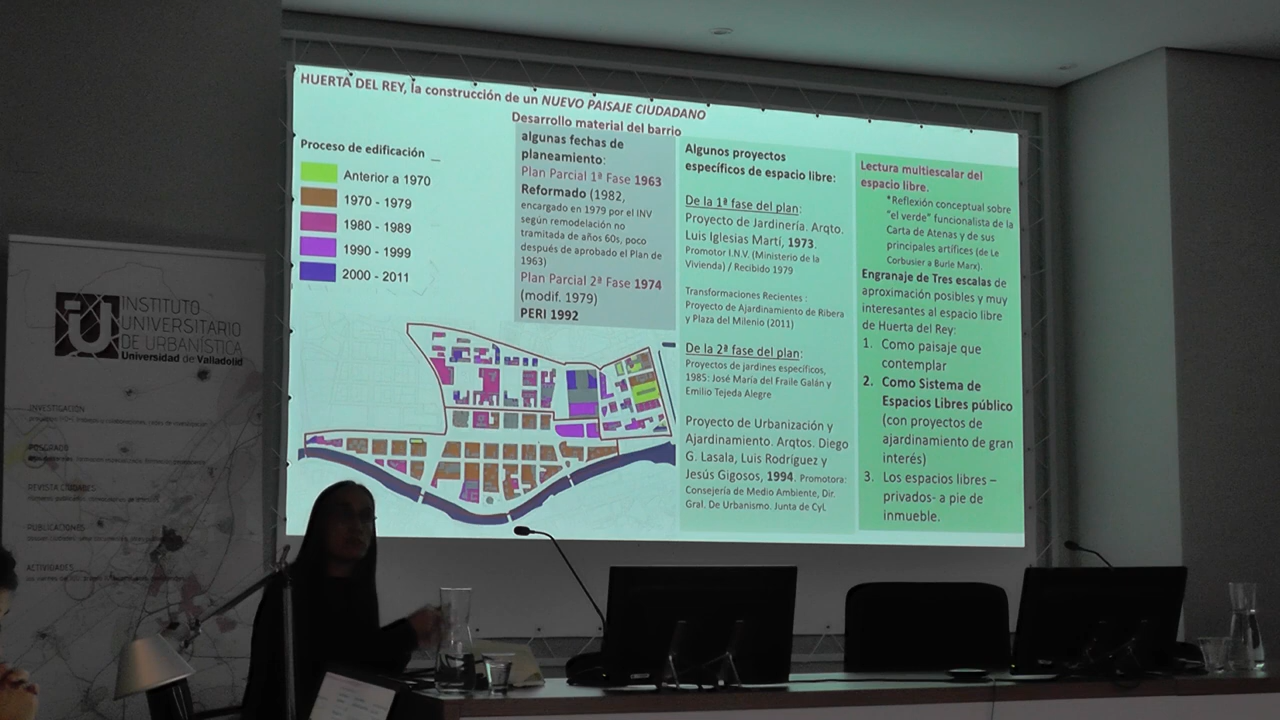 HUERTA DEL REY, la construcción de un NUEVO PAISAJE CIUDADANO
Desarrollo material del barrio
Proceso de edificación
Anterior a 1970
1970 - 1979
1980 - 1989
1990 - 1999
2000 - 2011
algunas fechas de
planeamiento:
Plan Parcial 1ª Fase 1963
Reformado (1982,
encargado en 1979 por el INV
según remodelación no
tramitada de años 60s, poco
después de aprobado el Plan de
1963)
Plan Parcial 2ª Fase 1974
(modif. 1979)
PERI 1992
Algunos proyectos
específicos de espacio libre:
De la 1ª fase del plan:
Proyecto de Jardinería. Arqto.
Luis Iglesias Martí, 1973.
Promotor I.N.V. (Ministerio de la
Vivienda) / Recibido 1979
Transformaciones Recientes :
Proyecto de Ajardinamiento de Ribera
y Plaza del Milenio (2011)
De la 2ª fase del plan:
Proyectos de jardines específicos,
1985: José María del Fraile Galán y
Emilio Tejeda Alegre
Proyecto de Urbanización y
Ajardinamiento. Arqtos. Diego
G. Lasala, Luis Rodríguez y
Jesús Gigosos, 1994. Promotora:
Consejería de Medio Ambiente, Dir.
Gral. De Urbanismo. Junta de CyL.
Lectura multiescalar del
espacio libre.
*Reflexión conceptual sobre
"el verde" funcionalista de la
Carta de Atenas y de sus
principales artífices (de Le
Corbusier a Burle Marx).
Engranaje de Tres escalas de
aproximación posibles y muy
interesantes al espacio libre
de Huerta del Rey:
1. Como paisaje que
contemplar
2. Como Sistema de
Espacios Libres público
(con proyectos de
ajardinamiento de gran
interés)
3. Los espacios libres –
privados- a pie de
inmueble.
INSTITUTO
UNIVERSITARIO
DE URBANÍSTICA
Universidad de Valladolid
INVESTIGACIÓN
POSGRADO
REVISTA CIUDADES
PUBLICACIONES
ACTIVIDADES